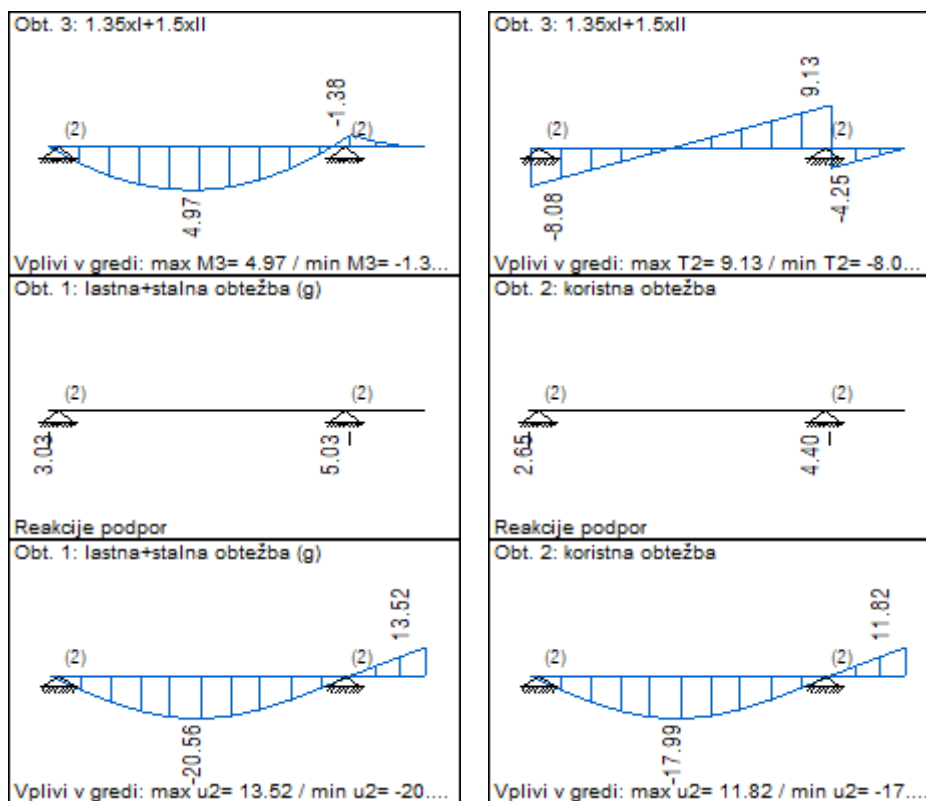 Obt. 3: 1.35xI+1.5xII
-1.38
(2)
(2)
4.97
Vplivi v gredi: max M3= 4.97 / min M3= -1.3...
Obt. 3: 1.35xI+1.5xII
9.13
(2)
(2)
-8.08
-4.25
Vplivi v gredi: max T2= 9.13 / min T2= -8.0...
Obt. 1: lastna+stalna obtežba (g)
(2)
(2)
3.03
5.03
Reakcije podpor
Obt. 2: koristna obtežba
(2)
(2)
2.65
4.40
Reakcije podpor
Obt. 1: lastna+stalna obtežba (g)
13.52
(2)
(2)
-20.56
Vplivi v gredi: max u2= 13.52 / min u2= -20....
Obt. 2: koristna obtežba
11.82
(2)
(2)
-17.99
Vplivi v gredi: max u2= 11.82 / min u2= -17....